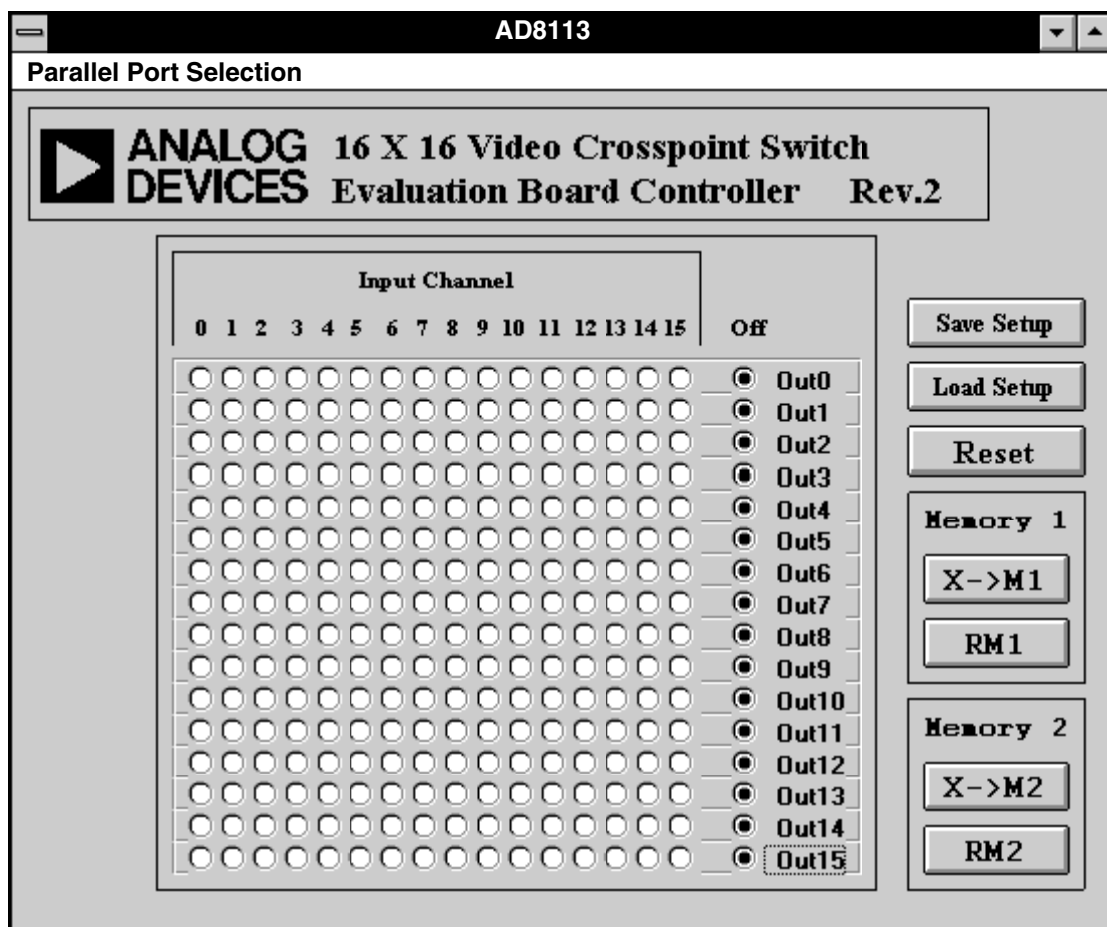 AD8113
Parallel Port Selection
ANALOG
DEVICES
16 X 16 Video Crosspoint Switch
Evaluation Board Controller Rev.2
Input Channel
0 1 2 3 4 5 6 7 8 9 10 11 12 13 14 15 Off
Out0
Out1
Out2
Out3
Out4
Out5
Out6
Out7
Out8
Out9
Out10
Out11
Out12
Out13
Out14
Out15
Save Setup
Load Setup
Reset
Memory 1
X->M1
RM1
Memory 2
X->M2
RM2